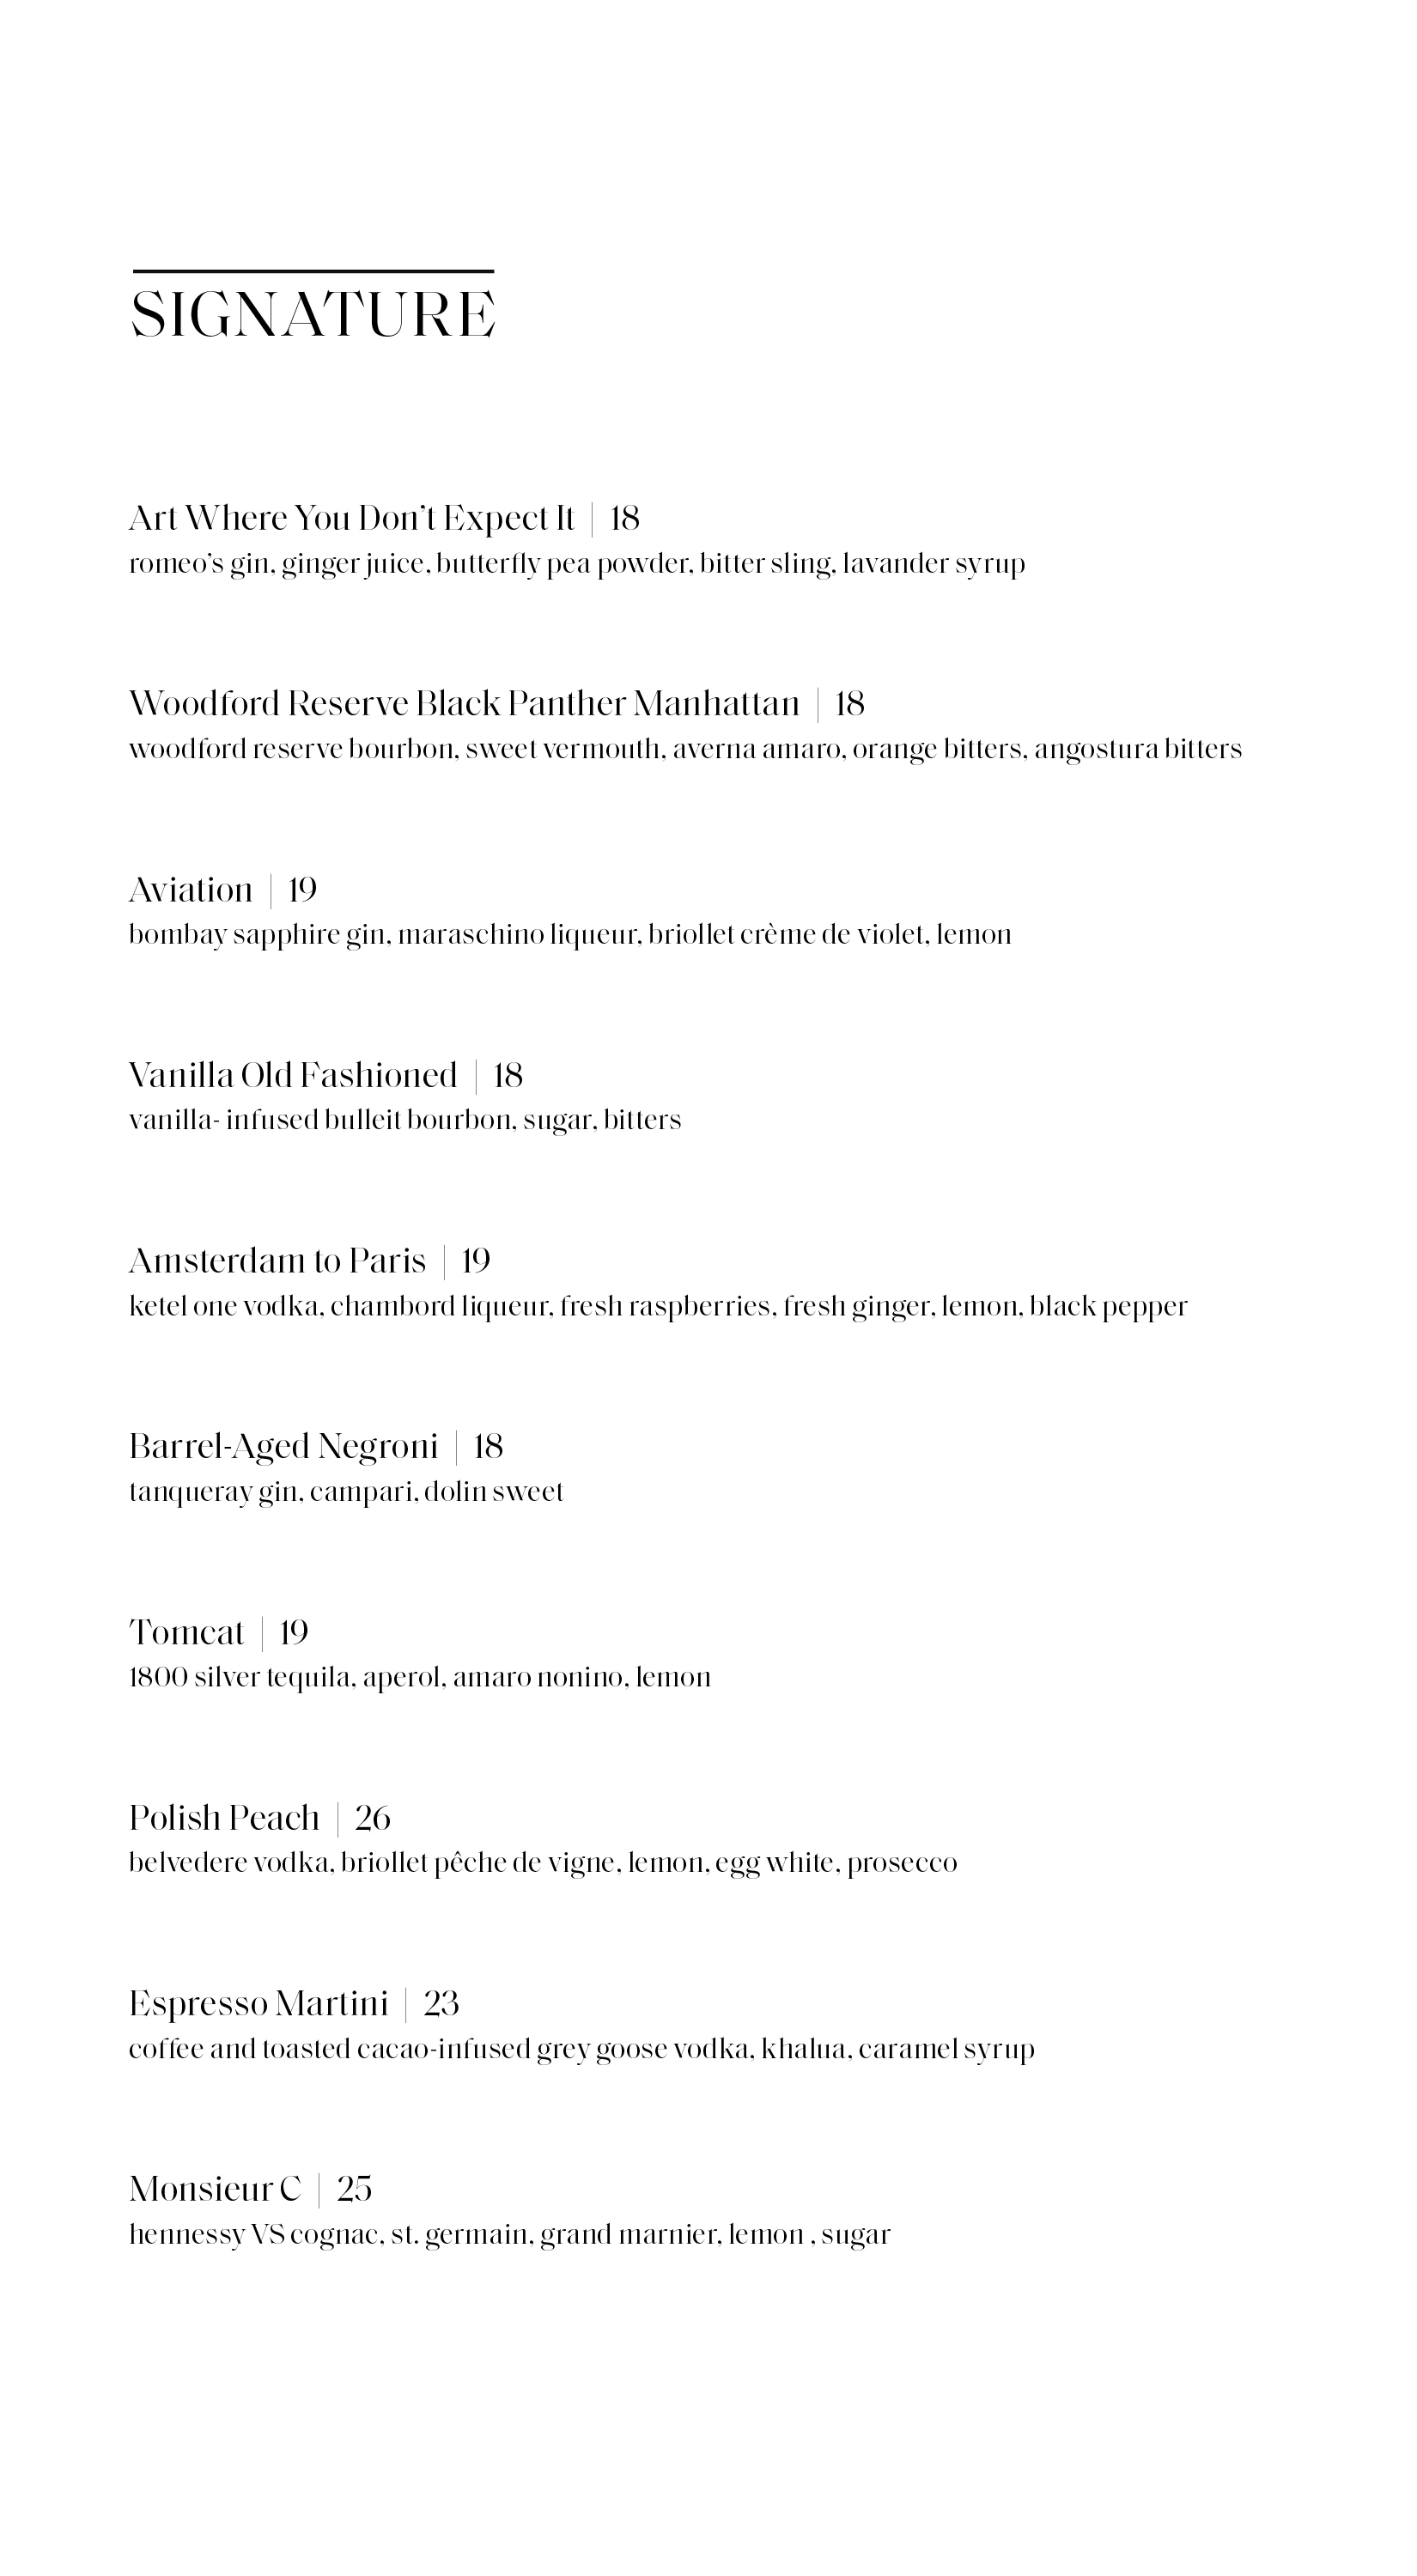 SIGNATURE
Art Where You Don’t Expect It | 18
romeo’s gin, ginger juice, butterfly pea powder, bitter sling, lavander syrup
Woodford Reserve Black Panther Manhattan | 18
woodford reserve bourbon, sweet vermouth, averna amaro, orange bitters, angostura bitters
Aviation | 19
bombay sapphire gin, maraschino liqueur, briollet crème de violet, lemon
Vanilla Old Fashioned | 18
vanilla- infused bulleit bourbon, sugar, bitters
Amsterdam to Paris | 19
ketel one vodka, chambord liqueur, fresh raspberries, fresh ginger, lemon, black pepper
Barrel-Aged Negroni | 18
tanqueray gin, campari, dolin sweet
Tomcat | 19
1800 silver tequila, aperol, amaro nonino, lemon
Polish Peach | 26
belvedere vodka, briollet pêche de vigne, lemon, egg white, prosecco
Espresso Martini | 23
coffee and toasted cacao-infused grey goose vodka, khalua, caramel syrup
Monsieur C | 25
hennessy VS cognac, st. germain, grand marnier, lemon , sugar